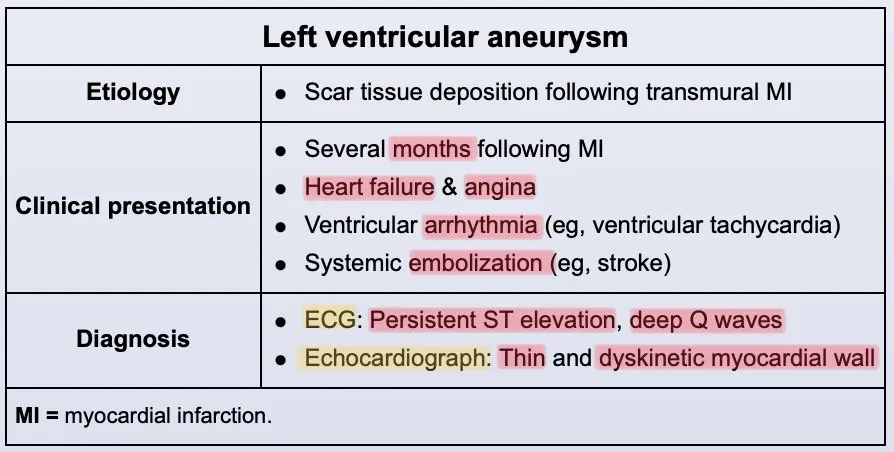 Left ventricular aneurysm
Etiology
● Scar tissue deposition following transmural MI
Clinical presentation
● Several months following MI
● Heart failure & angina
● Ventricular arrhythmia (eg, ventricular tachycardia)
● Systemic embolization (eg, stroke)
Diagnosis
● ECG: Persistent ST elevation, deep Q waves
● Echocardiograph: Thin and dyskinetic myocardial wall
MI = myocardial infarction.